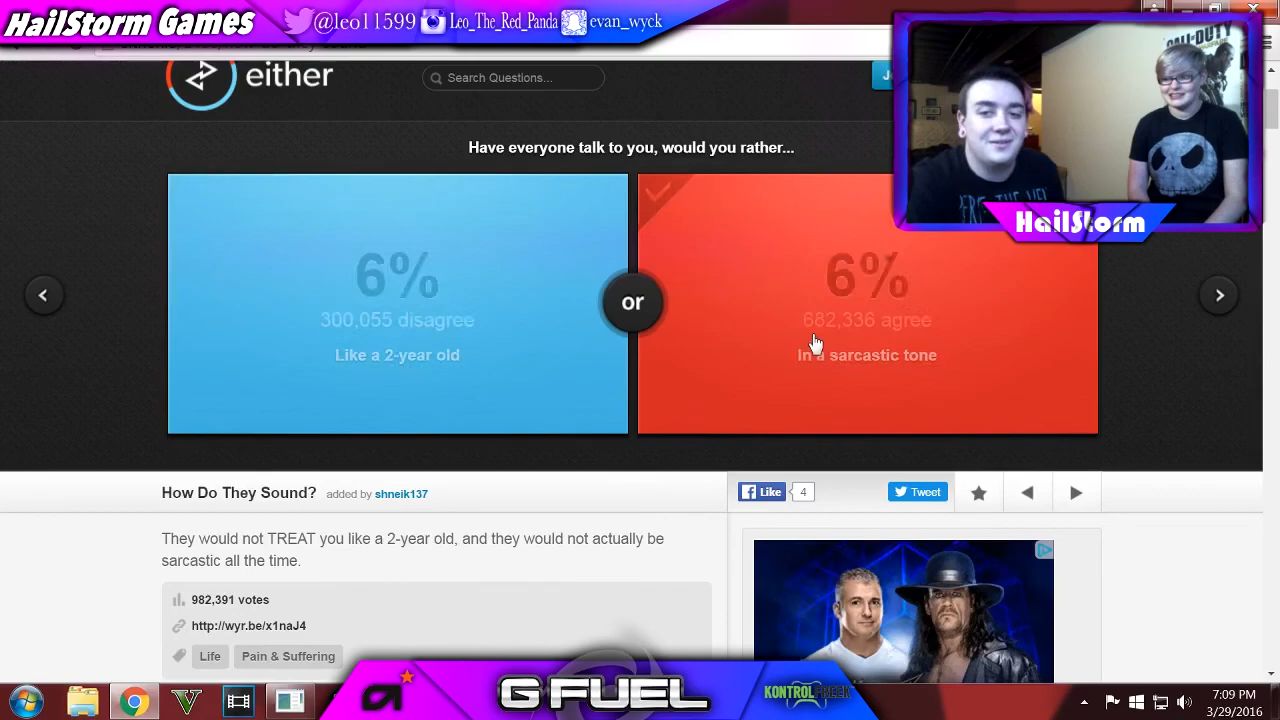 HailStorm Games
@leo11599
Leo_The_Red_Panda
evan_wyck
either
Search Questions...
CALL·DUTY
Have everyone talk to you, would you rather...
HailStorm
6%
300,055 disagree
Like a 2-year old
or
6%
682,336 agree
In a sarcastic tone
How Do They Sound? added by shneik137
Like
4
Tweet
They would not TREAT you like a 2-year old, and they would not actually be
sarcastic all the time.
982,391 votes
http://wyr.be/x1naJ4
Life
Pain & Suffering
G FUEL
KONTROLFREEK
7:09 PM
3/29/2016